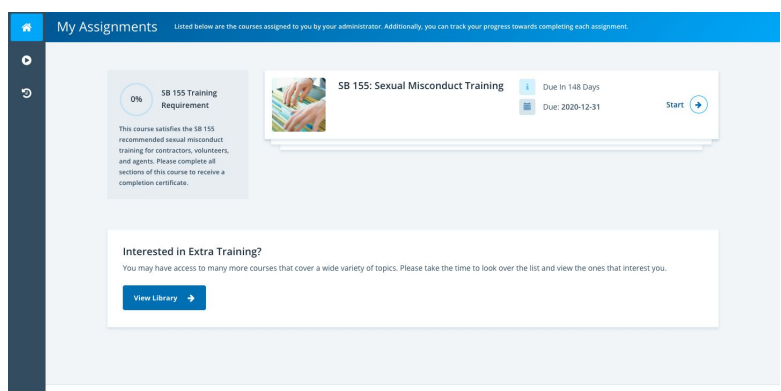 My Assignments
Listed below are the courses assigned to you by your administrator. Additionally, you can track your progress towards completing each assignment.
0%
SB 155 Training
Requirement
This course satisfies the SB 155
recommended sexual misconduct
training for contractors, volunteers,
and agents. Please complete all
sections of this course to receive a
completion certificate.
SB 155: Sexual Misconduct Training
i
Due In 148 Days
Due: 2020-12-31
Start
Interested in Extra Training?
You may have access to many more courses that cover a wide variety of topics. Please take the time to look over the list and view the ones that interest you.
View Library